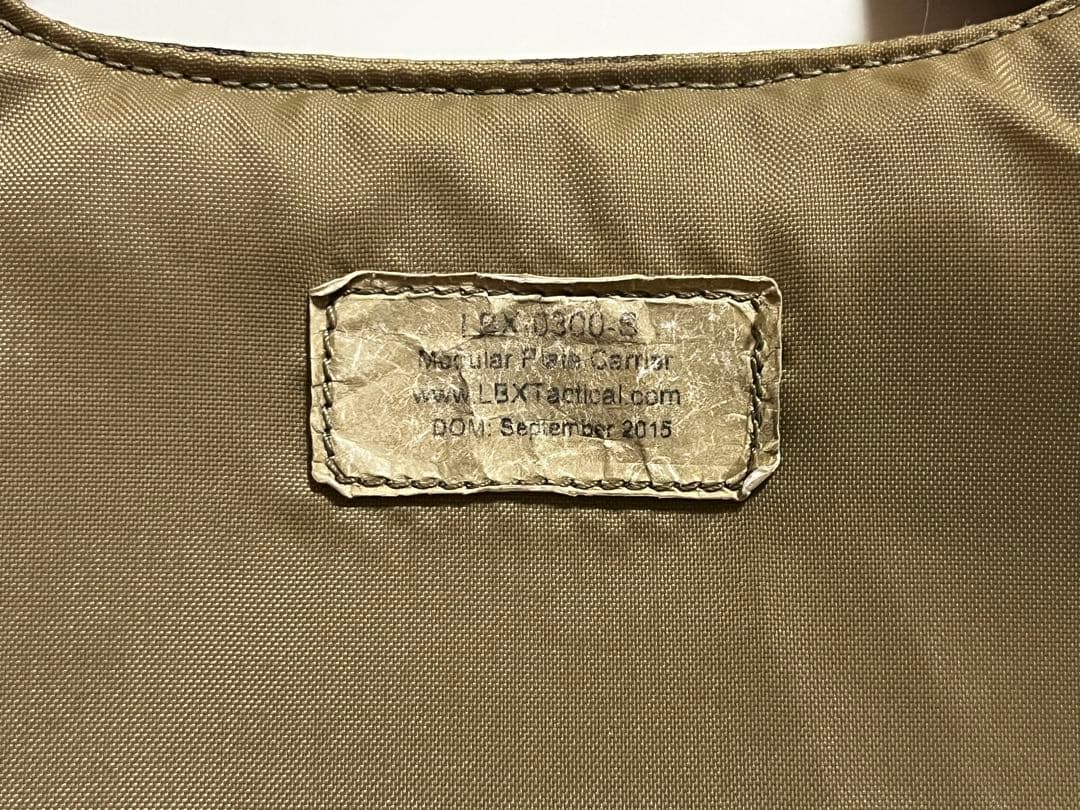 LBX-0300-S
Modular Plate Carrier
www.LBXTactical.com
DOM: September 2015